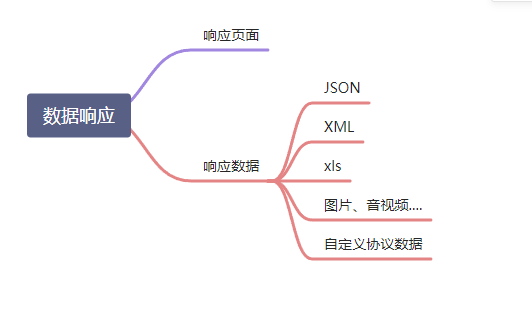 数据响应
响应页面
响应数据
JSON
XML
xls
图片、音视频....
自定义协议数据